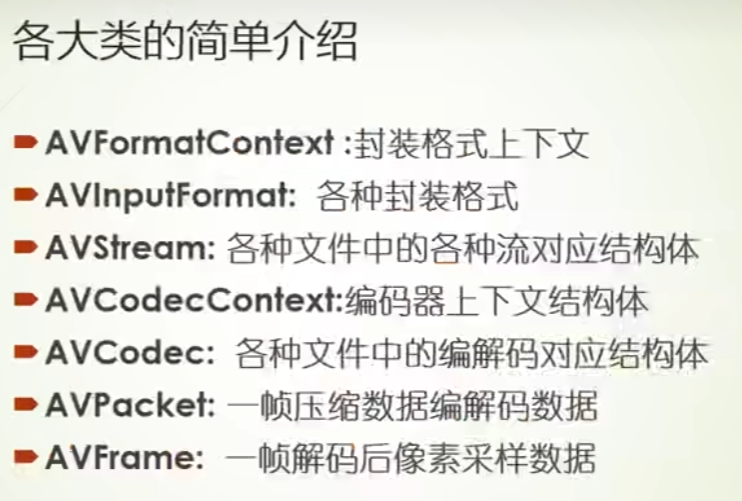 各大类的简单介绍
AVFormatContext :封装格式上下文
AVInputFormat: 各种封装格式
AVStream: 各种文件中的各种流对应结构体
AVCodecContext:编码器上下文结构体
AVCodec: 各种文件中的编解码对应结构体
AVPacket: 一帧压缩数据编解码数据
AVFrame: 一帧解码后像素采样数据